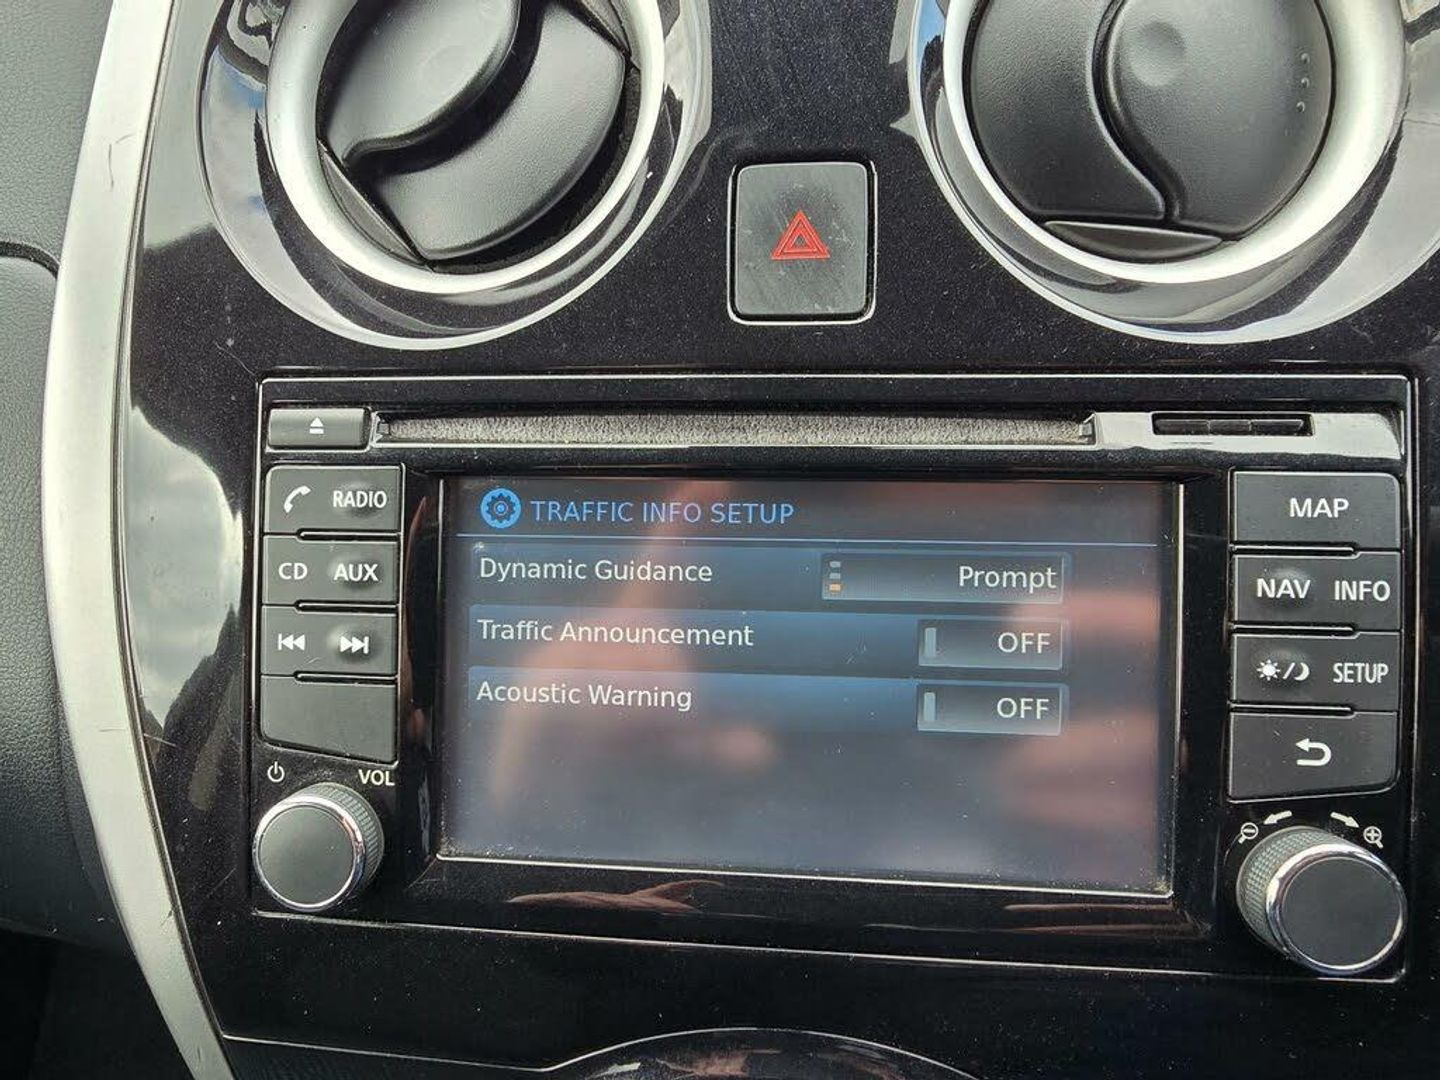 RADIO
CD AUX
VOL
TRAFFIC INFO SETUP
Dynamic Guidance Prompt
Traffic Announcement OFF
Acoustic Warning OFF
MAP
NAV INFO
SETUP